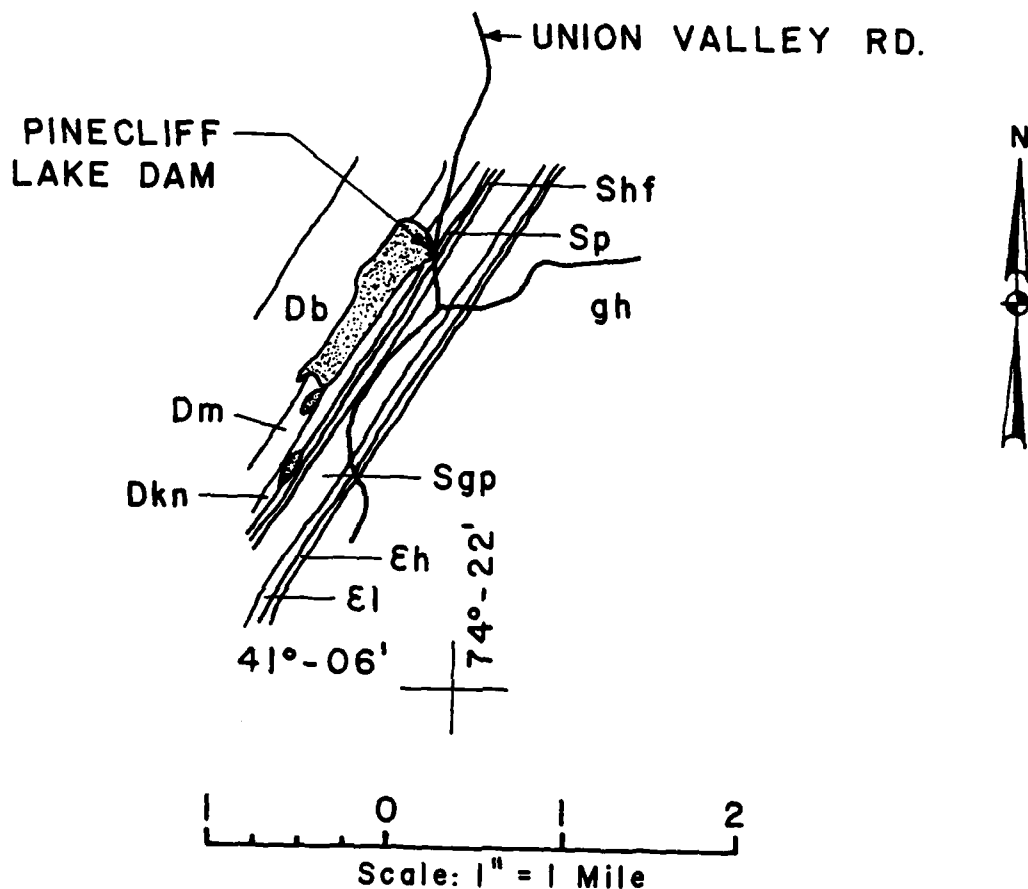 UNION VALLEY RD.
PINECLIFF
LAKE DAM
N
Shf
Sp
Db
gh
Dm
Dkn
Sgp
Єh
Єl
74°-22'
41°-06'
1 0 1 2
Scale: 1" = 1 Mile